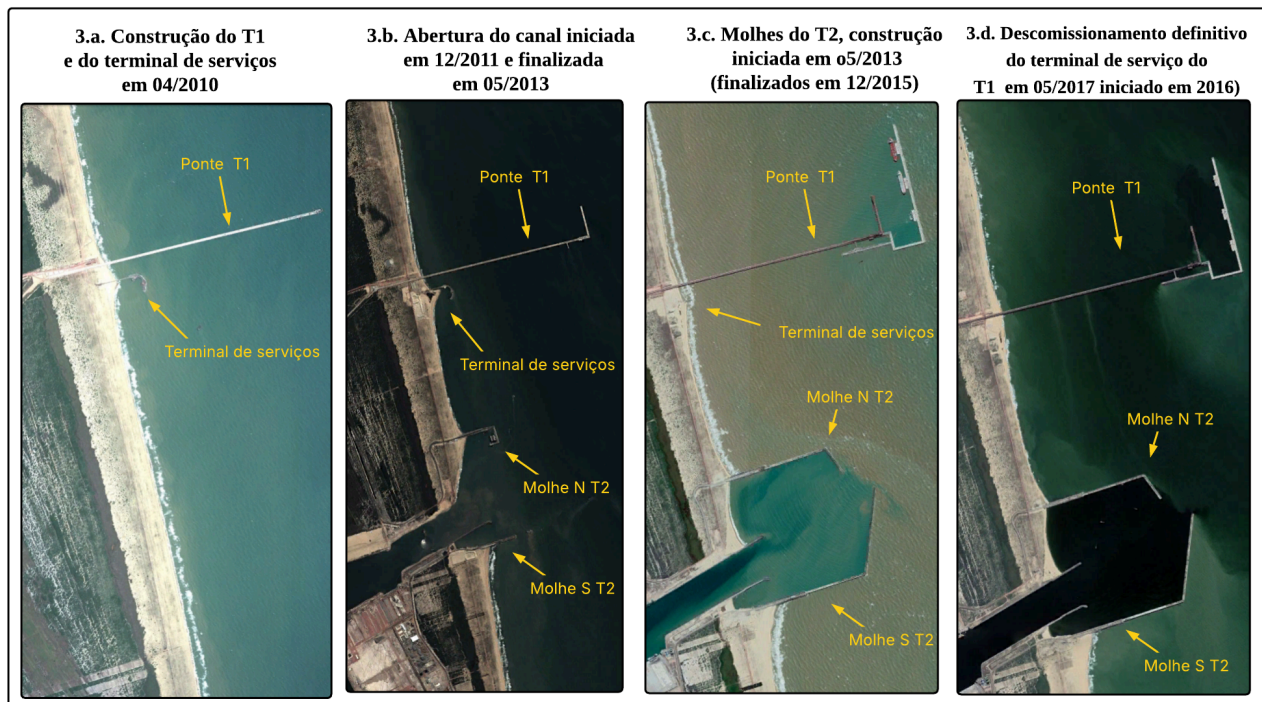 3.a. Construção do T1
e do terminal de serviços
em 04/2010
Ponte T1
Terminal de serviços
3.b. Abertura do canal iniciada
em 12/2011 e finalizada
em 05/2013
Ponte T1
Terminal de serviços
Molhe N T2
Molhe S T2
3.c. Molhes do T2, construção
iniciada em o5/2013
(finalizados em 12/2015)
Ponte T1
Terminal de serviços
Molhe N T2
Molhe S T2
3.d. Descomissionamento definitivo
do terminal de serviço do
T1 em 05/2017 iniciado em 2016)
Ponte T1
Molhe N T2
Molhe S T2